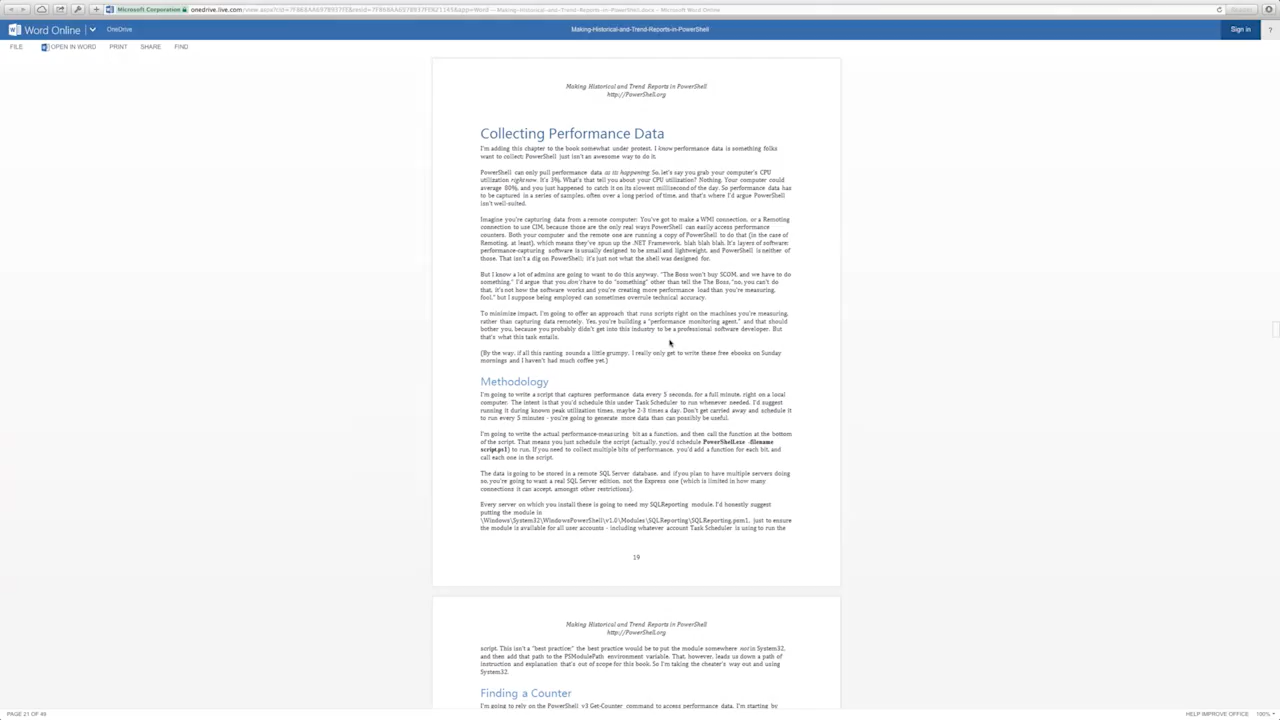 Microsoft Corporation onedrive.live.com
Making-Historical-and-Trend-Reports-in-PowerShell.docx - Microsoft Word Online
Word Online OneDrive Making-Historical-and-Trend-Reports-in-PowerShell Sign in ?
FILE OPEN IN WORD PRINT SHARE FIND
Making Historical and Trend Reports in PowerShell
http://PowerShell.org
Collecting Performance Data
I'm adding this chapter to the book somewhat under protest. I know performance data is something folks
want to collect; PowerShell just isn't an awesome way to do it.
PowerShell can only pull performance data as its happening. So, let's say you grab your computer's CPU
utilization right now. It's 3%. What's that tell you about your CPU utilization? Nothing. Your computer could
average 80%, and you just happened to catch it on its slowest millisecond of the day. So performance data has
to be captured in a series of samples, often over a long period of time, and that's where I'd argue PowerShell
isn't well-suited.
Imagine you're capturing data from a remote computer: You've got to make a WMI connection, or a Remoting
connection to use CIM, because those are the only real ways PowerShell can easily access performance
counters. Both your computer and the remote one are running a copy of PowerShell to do that (in the case of
Remoting, at least), which means they've spun up the .NET Framework, blah blah blah. It's layers of software;
performance-capturing software is usually designed to be small and lightweight, and PowerShell is neither of
those. That isn't a dig on PowerShell; it's just not what the shell was designed for.
But I know a lot of admins are going to want to do this anyway. "The Boss won't buy SCOM, and we have to do
something." I'd argue that you don't have to do "something" other than tell the The Boss, "no, you can't do
that, it's not how the software works and you're creating more performance load than you're measuring,
fool," but I suppose being employed can sometimes overrule technical accuracy.
To minimize impact, I'm going to offer an approach that runs scripts right on the machines you're measuring,
rather than capturing data remotely. Yes, you're building a "performance monitoring agent," and that should
bother you, because you probably didn't get into this industry to be a professional software developer. But
that's what this task entails.
(By the way, if all this ranting sounds a little grumpy, I really only get to write these free ebooks on Sunday
mornings and I haven't had much coffee yet.)
Methodology
I'm going to write a script that captures performance data every 5 seconds, for a full minute, right on a local
computer. The intent is that you'd schedule this under Task Scheduler to run whenever needed. I'd suggest
running it during known peak utilization times, maybe 2-3 times a day. Don't get carried away and schedule it
to run every 5 minutes - you're going to generate more data than can possibly be useful.
I'm going to write the actual performance-measuring bit as a function, and then call the function at the bottom
of the script. That means you just schedule the script (actually, you'd schedule PowerShell.exe -filename
script.ps1) to run. If you need to collect multiple bits of performance, you'd add a function for each bit, and
call each one in the script.
The data is going to be stored in a remote SQL Server database, and if you plan to have multiple servers doing
so, you're going to want a real SQL Server edition, not the Express one (which is limited in how many
connections it can accept, amongst other restrictions).
Every server on which you install these is going to need my SQLReporting module. I'd honestly suggest
putting the module in
\Windows\System32\WindowsPowerShell\v1.0\Modules\SQLReporting\SQLReporting.psm1, just to ensure
the module is available for all user accounts - including whatever account Task Scheduler is using to run the
19
Making Historical and Trend Reports in PowerShell
http://PowerShell.org
script. This isn't a "best practice;" the best practice would be to put the module somewhere not in System32,
and then add that path to the PSModulePath environment variable. That, however, leads us down a path of
instruction and explanation that's out of scope for this book. So I'm taking the cheater's way out and using
System32.
Finding a Counter
I'm going to rely on the PowerShell v3 Get-Counter command to access performance data. I'm starting by
PAGE 21 OF 49 HELP IMPROVE OFFICE 100%